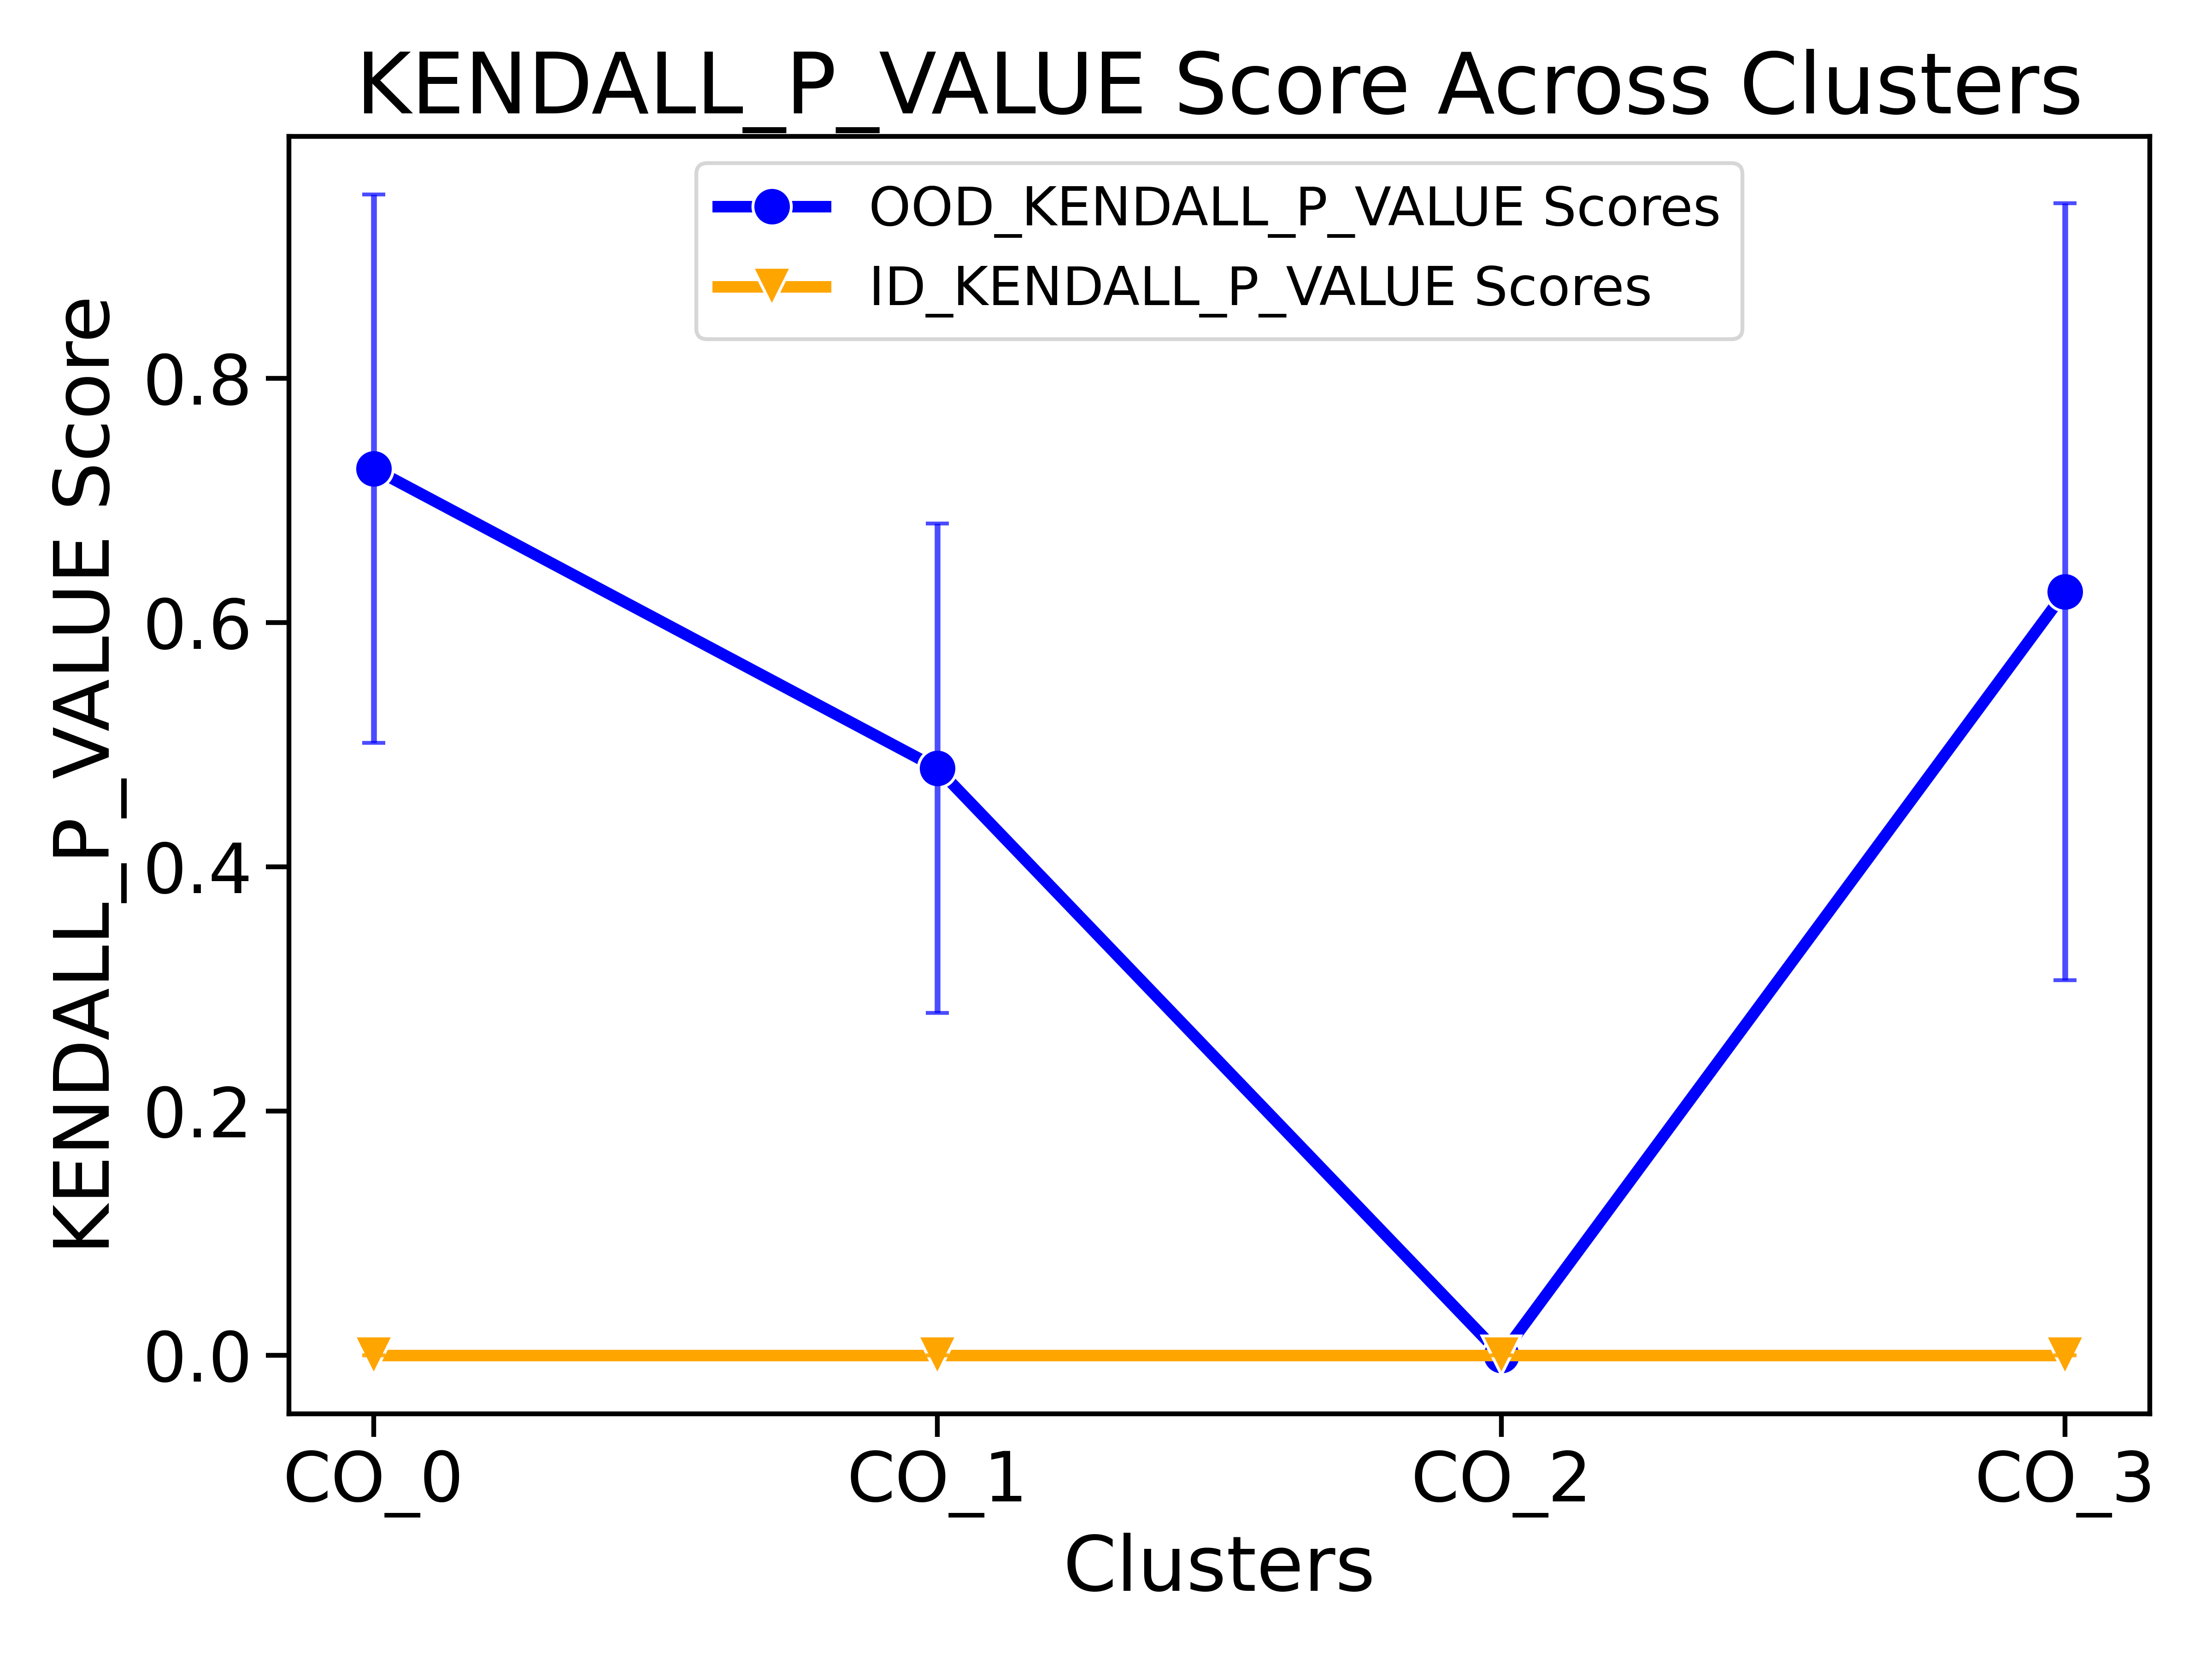 KENDALL_P_VALUE Score Across Clusters
OOD_KENDALL_P_VALUE Scores
ID_KENDALL_P_VALUE Scores
KENDALL_P_VALUE Score
0.8
0.6
0.4
0.2
0.0
CO_0 CO_1 CO_2 CO_3
Clusters